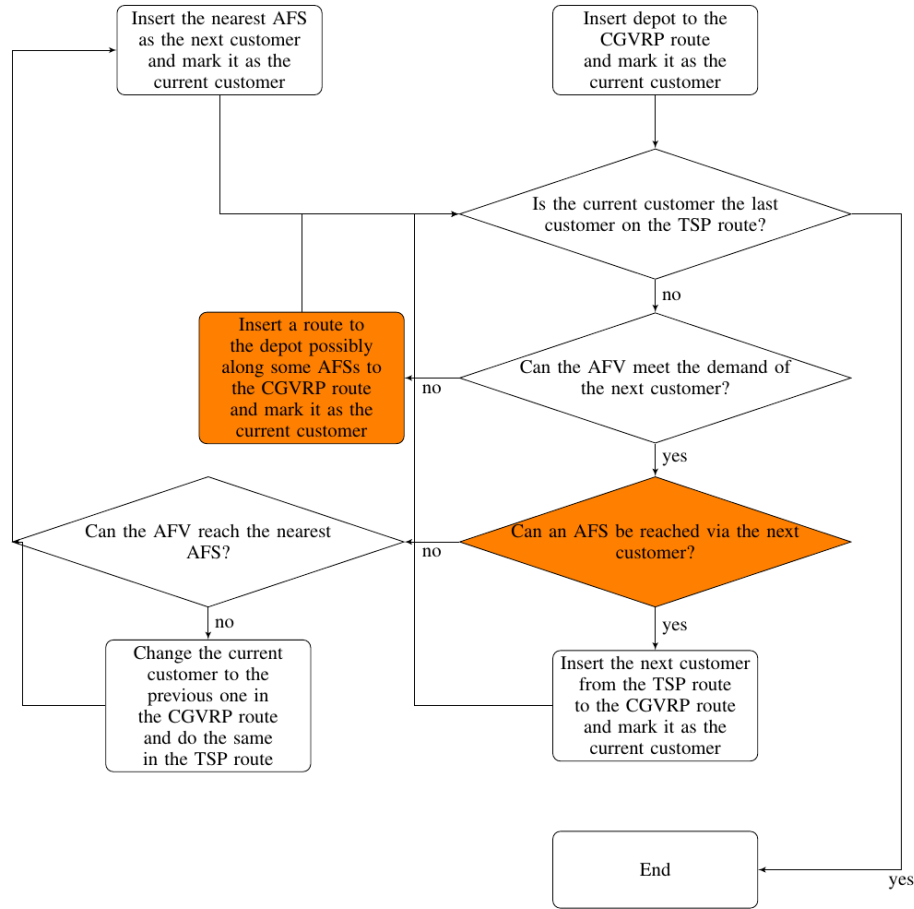 Insert the nearest AFS
as the next customer
and mark it as the
current customer
Insert depot to the
CGVRP route
and mark it as the
current customer
Is the current customer the last
customer on the TSP route?
no
Insert a route to
the depot possibly
along some AFSs to
the CGVRP route
and mark it as the
current customer
no
Can the AFV meet the demand of
the next customer?
yes
Can the AFV reach the nearest
AFS?
no
Can an AFS be reached via the next
customer?
no
yes
Change the current
customer to the
previous one in
the CGVRP route
and do the same
in the TSP route
Insert the next customer
from the TSP route
to the CGVRP route
and mark it as the
current customer
End
yes